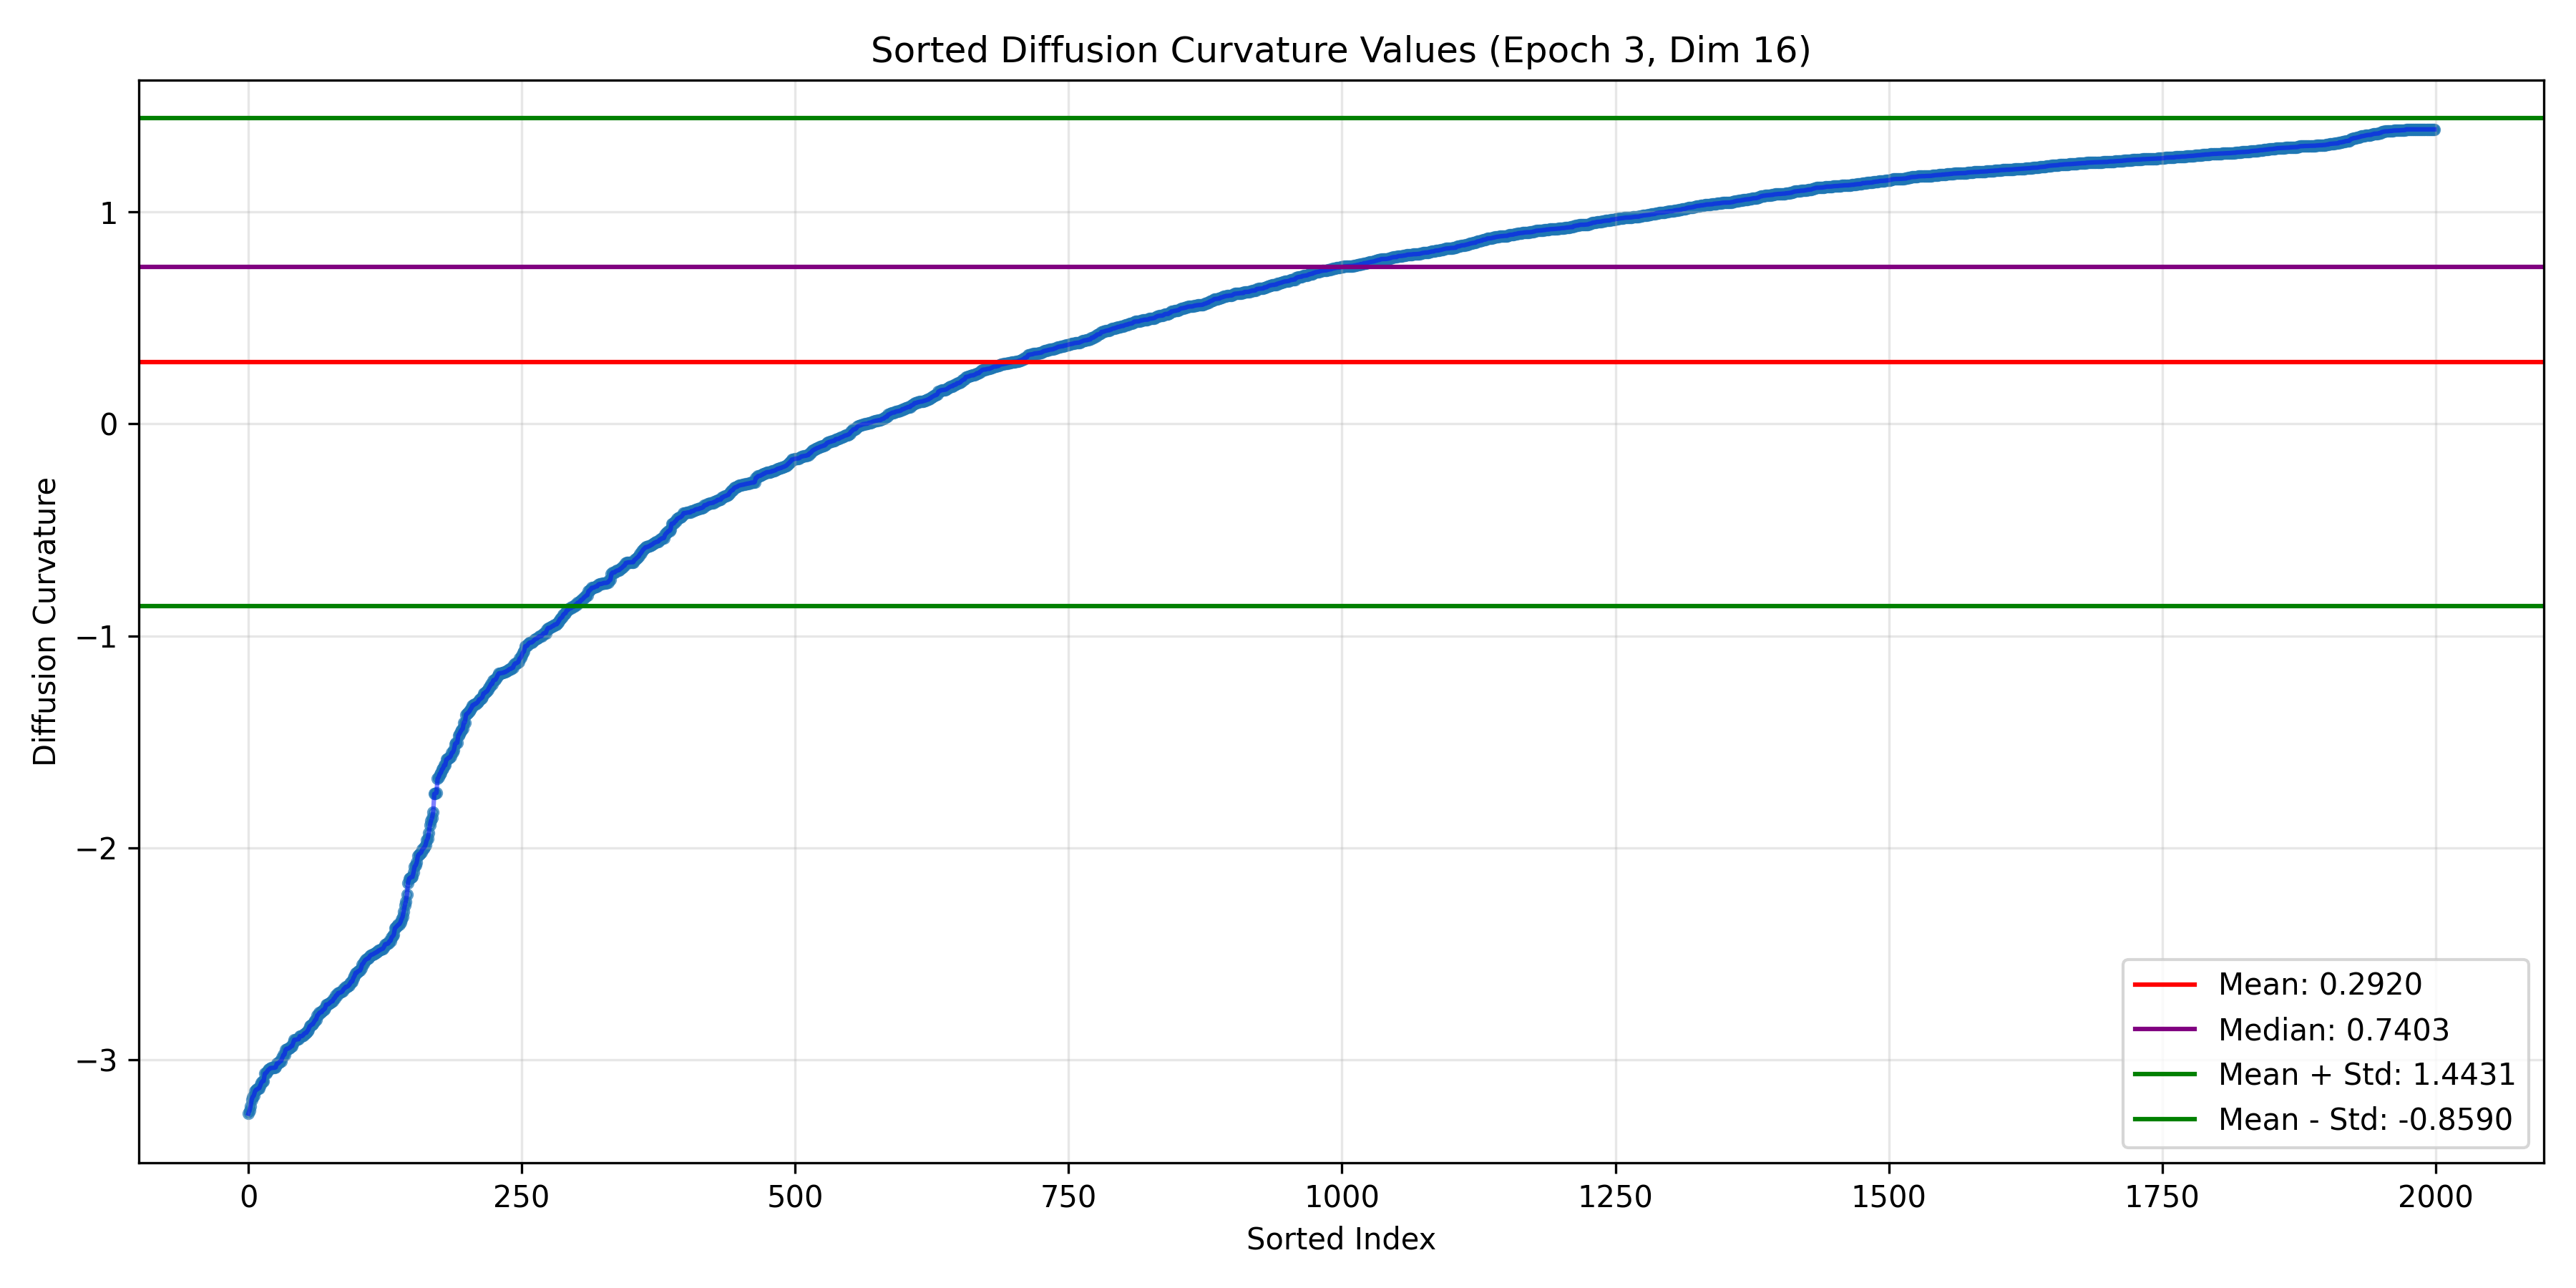 Sorted Diffusion Curvature Values (Epoch 3, Dim 16)
Diffusion Curvature
1
0
−1
−2
−3
Mean: 0.2920
Median: 0.7403
Mean + Std: 1.4431
Mean - Std: -0.8590
0 250 500 750 1000 1250 1500 1750 2000
Sorted Index